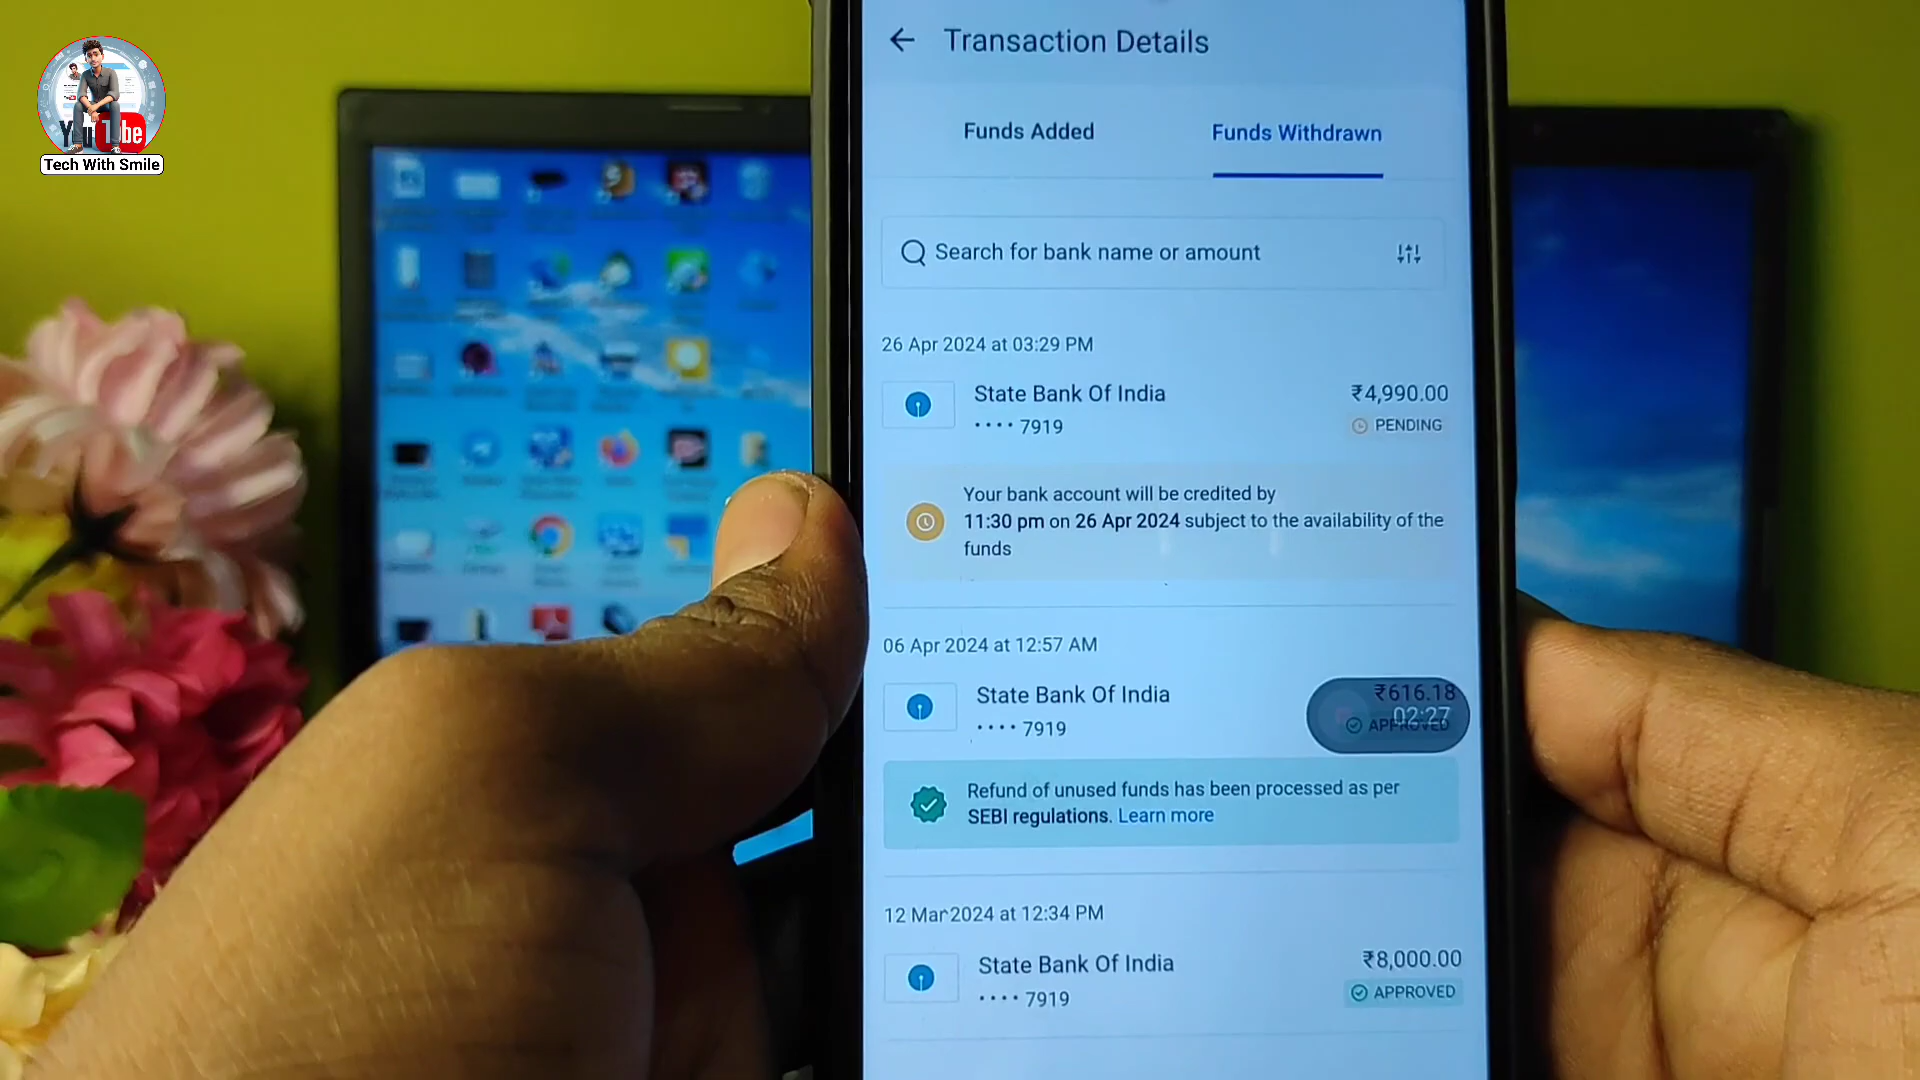 YouTube
Tech With Smile
Transaction Details
Funds Added
Funds Withdrawn
Search for bank name or amount
26 Apr 2024 at 03:29 PM
State Bank Of India
₹4,990.00
•••• 7919
PENDING
Your bank account will be credited by
11:30 pm on 26 Apr 2024 subject to the availability of the
funds
06 Apr 2024 at 12:57 AM
State Bank Of India
₹616.18
•••• 7919
02:27
APPROVED
Refund of unused funds has been processed as per
SEBI regulations. Learn more
12 Mar 2024 at 12:34 PM
State Bank Of India
₹8,000.00
•••• 7919
APPROVED